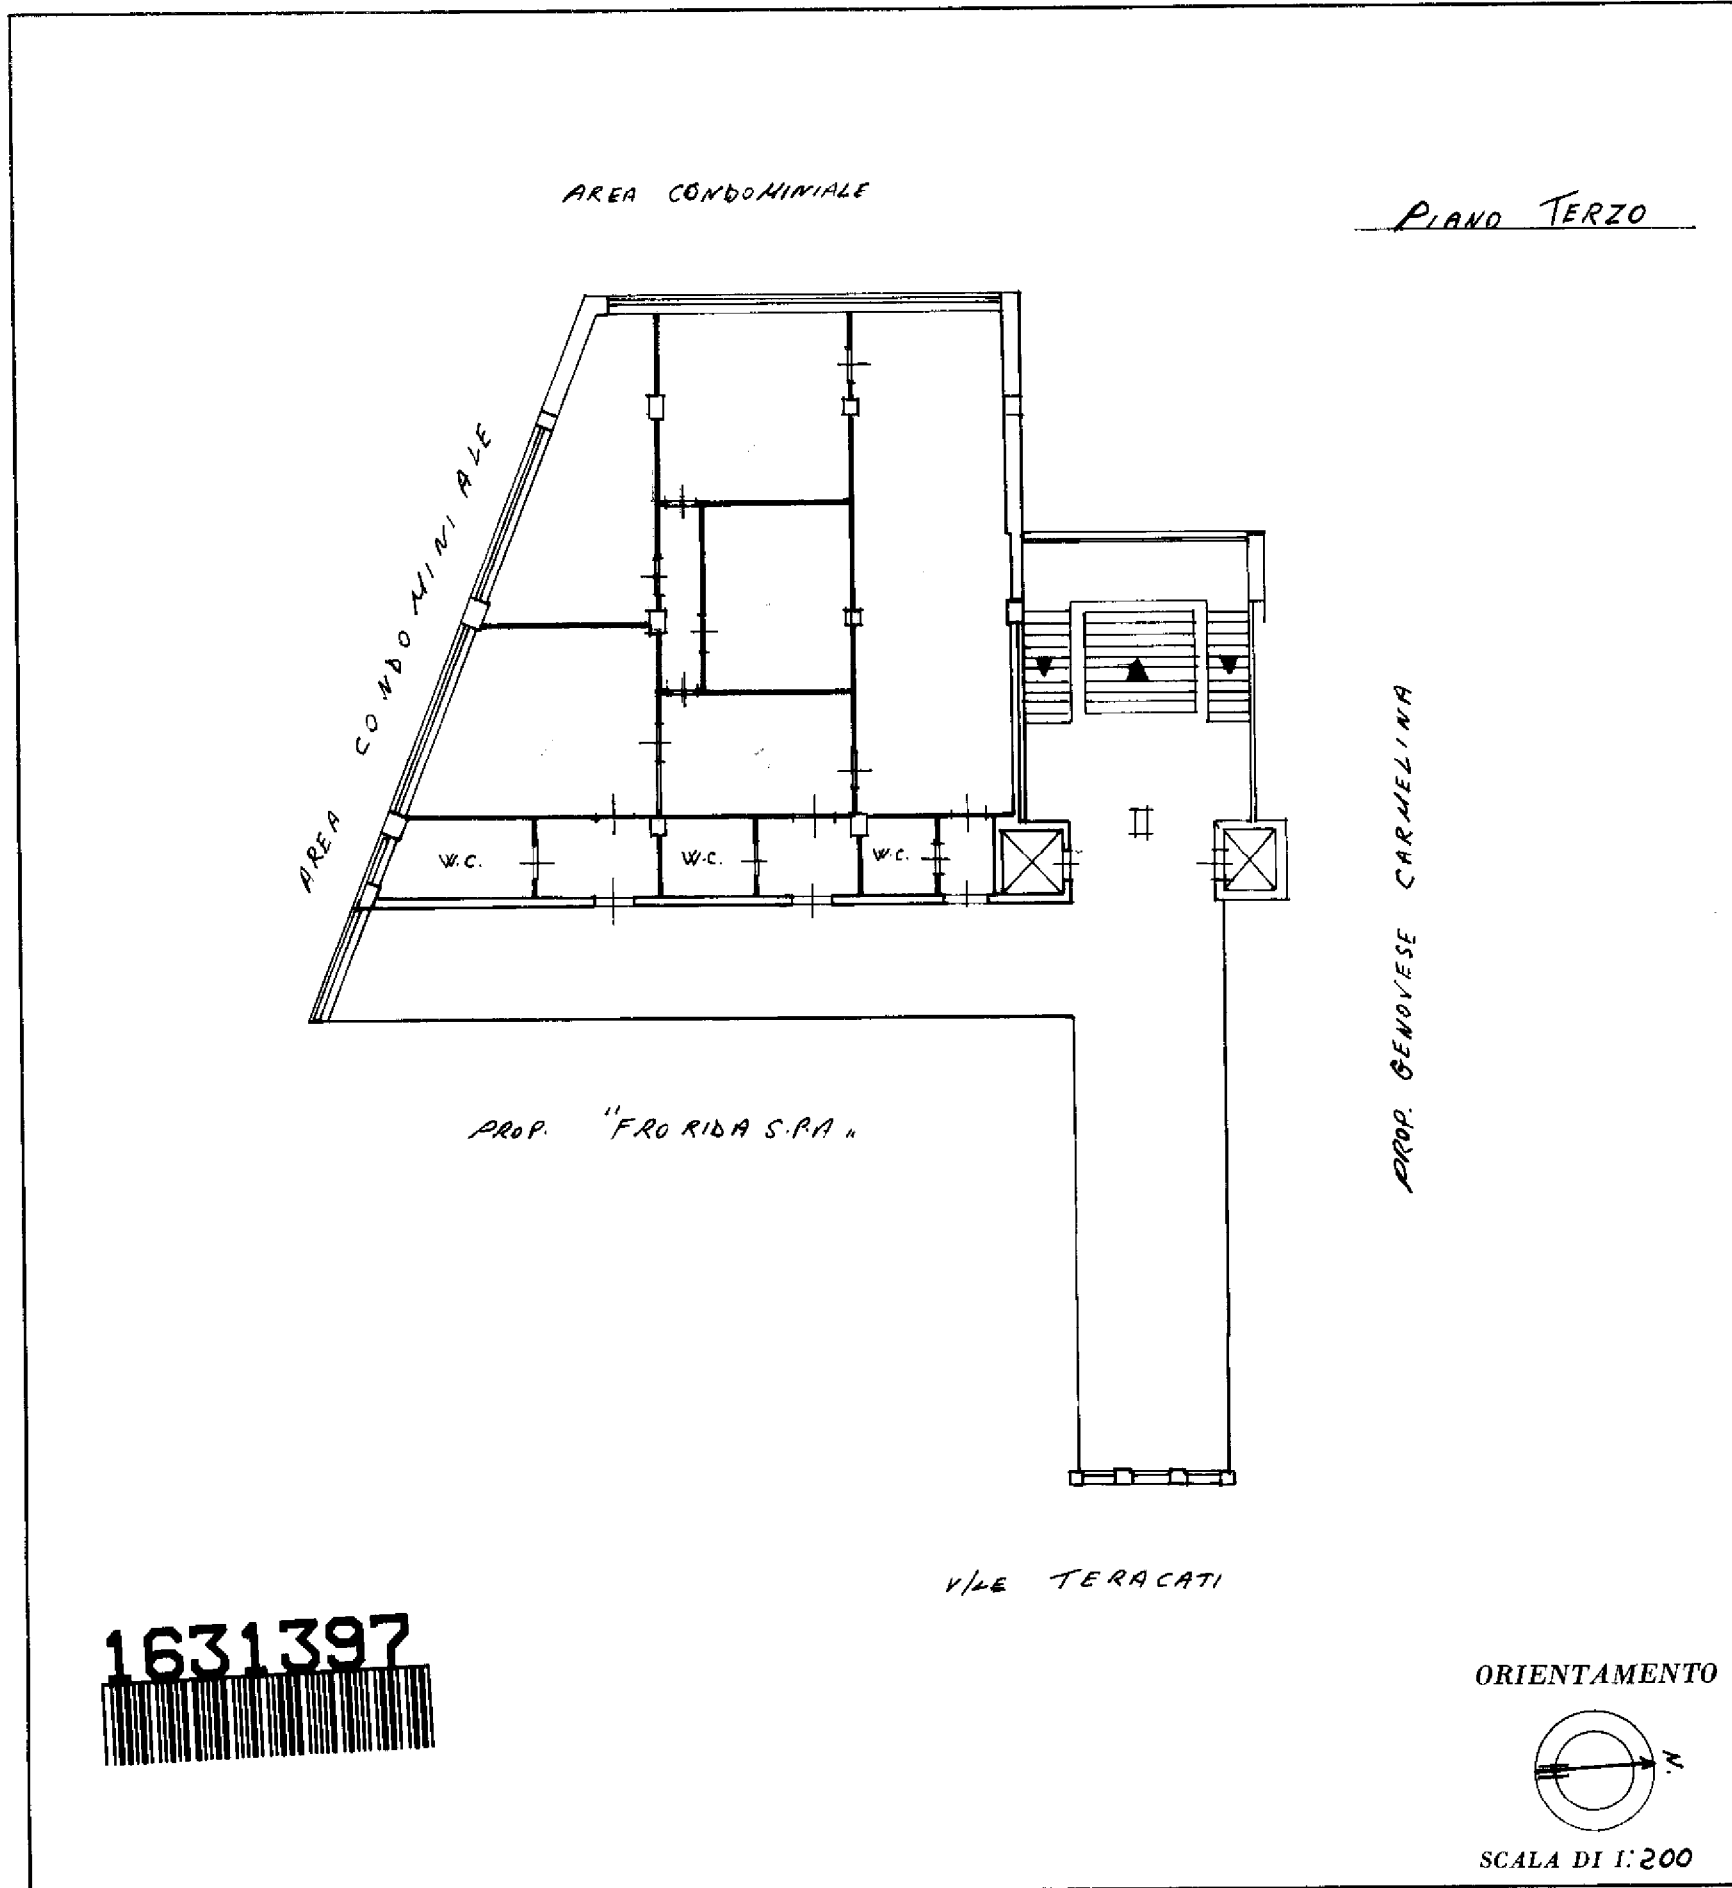 AREA CONDOMINIALE
PIANO TERZO
AREA CONDOMINIALE
W.C.
W.C.
W.C.
PROP. GENOVESE CARMELINA
PROP. "FRORIDA S.P.A"
V/LE TERACATI
1631397
ORIENTAMENTO
N.
SCALA DI 1:200